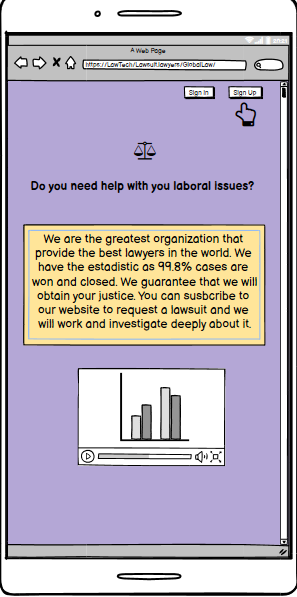 A Web Page
https://LawTech/Lawsuit.lawyers/GlobalLaw/
Sign In
Sign Up
Do you need help with you laboral issues?
We are the greatest organization that
provide the best lawyers in the world. We
have the estadistic as 99.8% cases are
won and closed. We guarantee that we will
obtain your justice. You can susbcribe to
our website to request a lawsuit and we
will work and investigate deeply about it.